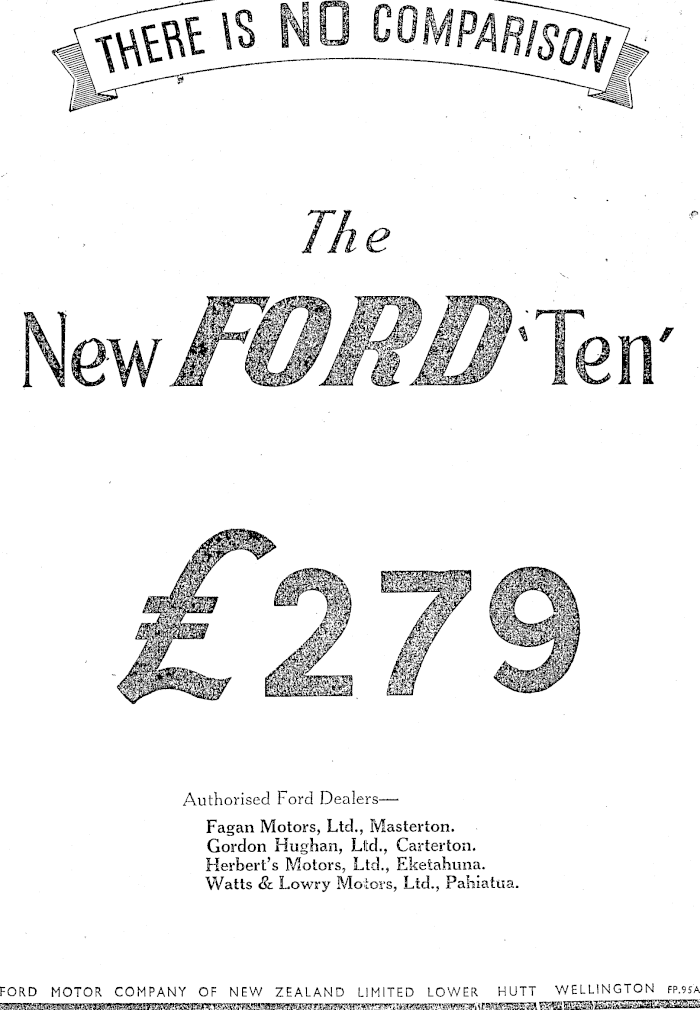 THERE IS NO COMPARISON
The
New FORD 'Ten'
£279
Authorised Ford Dealers—
Fagan Motors, Ltd., Masterton.
Gordon Hughan, Ltd., Carterton.
Herbert's Motors, Ltd., Eketahuna.
Watts & Lowry Motors, Ltd., Pahiatua.
FORD MOTOR COMPANY OF NEW ZEALAND LIMITED LOWER HUTT WELLINGTON FP.95A